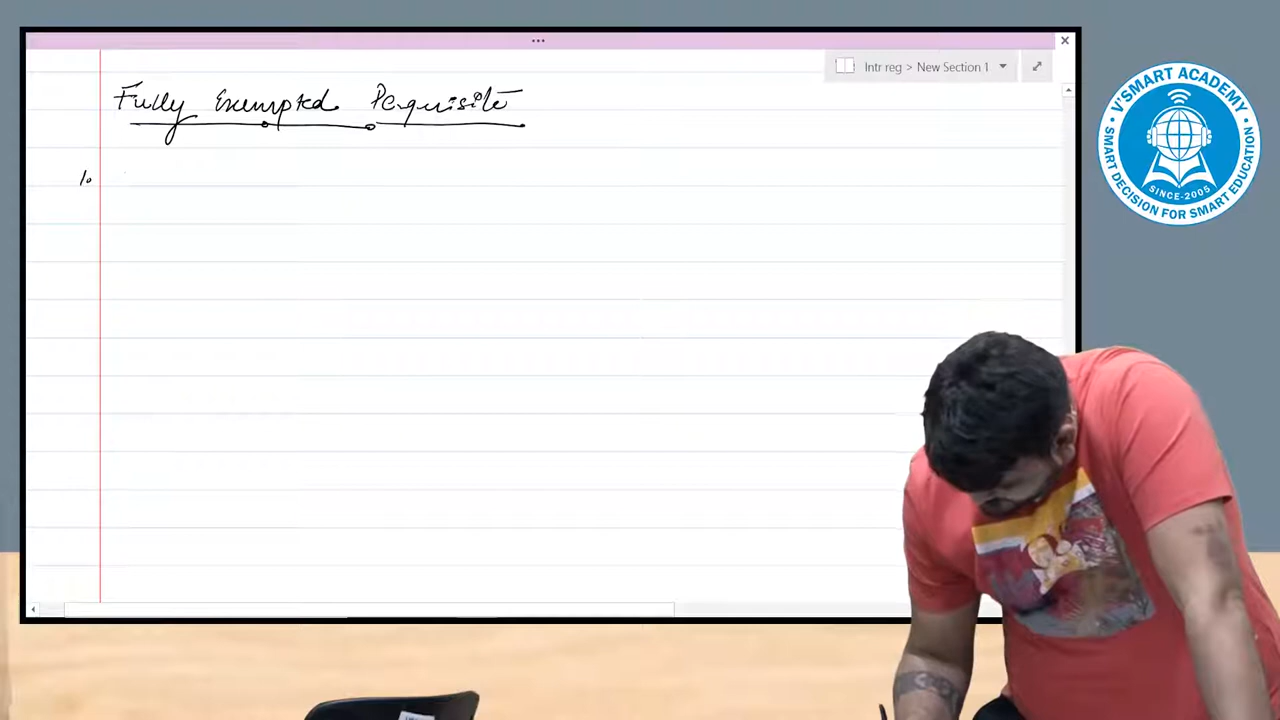 Intr reg > New Section 1
Fully Exempted Perquisite
1.
• V'SMART ACADEMY •
SINCE-2005
SMART DECISION FOR SMART EDUCATION